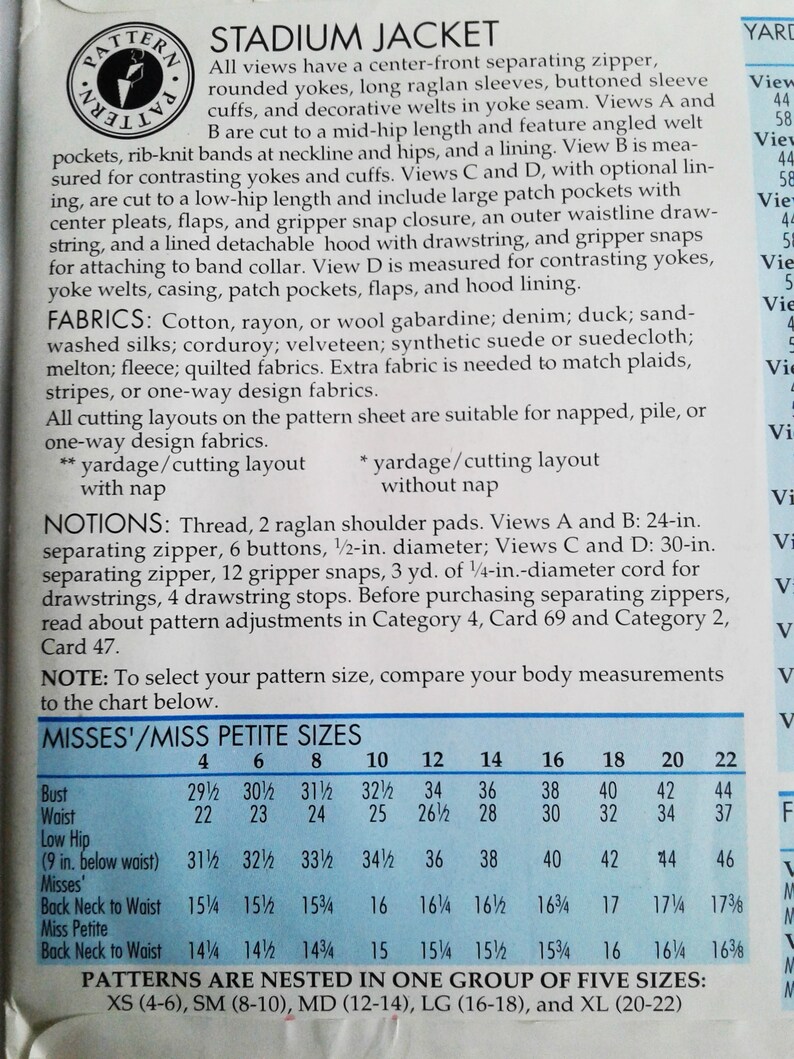 PATTERN · PATTERN ·
STADIUM JACKET
All views have a center-front separating zipper,
rounded yokes, long raglan sleeves, buttoned sleeve
cuffs, and decorative welts in yoke seam. Views A and
B are cut to a mid-hip length and feature angled welt
pockets, rib-knit bands at neckline and hips, and a lining. View B is mea-
sured for contrasting yokes and cuffs. Views C and D, with optional lin-
ing, are cut to a low-hip length and include large patch pockets with
center pleats, flaps, and gripper snap closure, an outer waistline draw-
string, and a lined detachable hood with drawstring, and gripper snaps
for attaching to band collar. View D is measured for contrasting yokes,
yoke welts, casing, patch pockets, flaps, and hood lining.
FABRICS: Cotton, rayon, or wool gabardine; denim; duck; sand-
washed silks; corduroy; velveteen; synthetic suede or suedecloth;
melton; fleece; quilted fabrics. Extra fabric is needed to match plaids,
stripes, or one-way design fabrics.
All cutting layouts on the pattern sheet are suitable for napped, pile, or
one-way design fabrics.
** yardage/cutting layout * yardage/cutting layout
with nap without nap
NOTIONS: Thread, 2 raglan shoulder pads. Views A and B: 24-in.
separating zipper, 6 buttons, ½-in. diameter; Views C and D: 30-in.
separating zipper, 12 gripper snaps, 3 yd. of ¼-in.-diameter cord for
drawstrings, 4 drawstring stops. Before purchasing separating zippers,
read about pattern adjustments in Category 4, Card 69 and Category 2,
Card 47.
NOTE: To select your pattern size, compare your body measurements
to the chart below.
MISSES'/MISS PETITE SIZES
4 6 8 10 12 14 16 18 20 22
Bust 29½ 30½ 31½ 32½ 34 36 38 40 42 44
Waist 22 23 24 25 26½ 28 30 32 34 37
Low Hip
(9 in. below waist) 31½ 32½ 33½ 34½ 36 38 40 42 44 46
Misses'
Back Neck to Waist 15¼ 15½ 15¾ 16 16¼ 16½ 16¾ 17 17¼ 17⅜
Miss Petite
Back Neck to Waist 14¼ 14½ 14¾ 15 15¼ 15½ 15¾ 16 16¼ 16⅜
PATTERNS ARE NESTED IN ONE GROUP OF FIVE SIZES:
XS (4-6), SM (8-10), MD (12-14), LG (16-18), and XL (20-22)
YARD
View
44
58